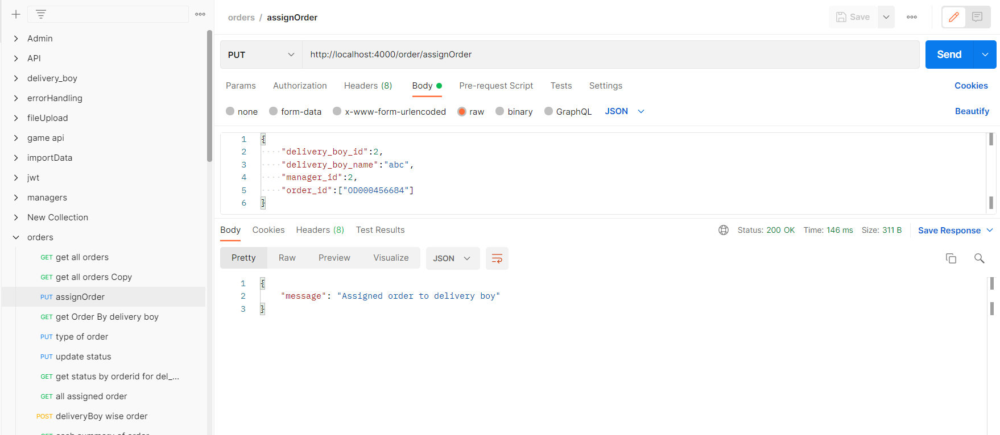 Admin
API
delivery_boy
errorHandling
fileUpload
game api
importData
jwt
managers
New Collection
orders
GET get all orders
GET get all orders Copy
PUT assignOrder
GET get Order By delivery boy
PUT type of order
PUT update status
GET get status by orderid for del_...
GET all assigned order
POST deliveryBoy wise order
GET cash summary of order
orders / assignOrder
Save
PUT http://localhost:4000/order/assignOrder
Send
Params Authorization Headers (8) Body Pre-request Script Tests Settings Cookies
none form-data x-www-form-urlencoded raw binary GraphQL JSON Beautify
1 {
2 "delivery_boy_id":2,
3 "delivery_boy_name":"abc",
4 "manager_id":2,
5 "order_id":["OD000456684"]
6 }
Body Cookies Headers (8) Test Results Status: 200 OK Time: 146 ms Size: 311 B Save Response
Pretty Raw Preview Visualize JSON
1 {
2 "message": "Assigned order to delivery boy"
3 }